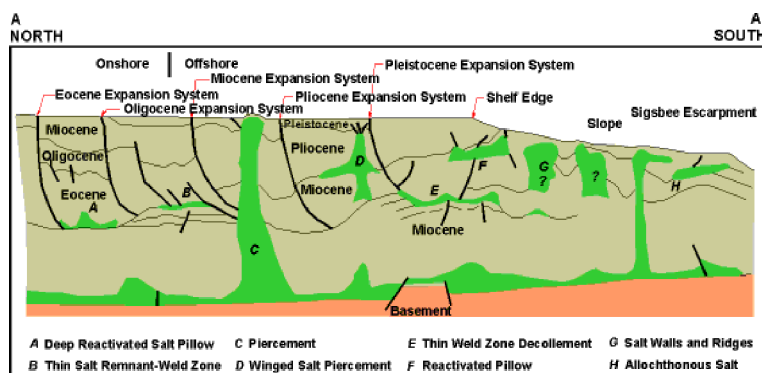 A
NORTH
A
SOUTH
Onshore
Offshore
Pleistocene Expansion System
Miocene Expansion System
Eocene Expansion System
Pliocene Expansion System
Shelf Edge
Oligocene Expansion System
Sigsbee Escarpment
Slope
Miocene
Pleistocene
Pliocene
Oligocene
D
F
G
?
?
Eocene
B
Miocene
E
H
A
Miocene
C
Basement
A Deep Reactivated Salt Pillow
C Piercement
E Thin Weld Zone Decollement
G Salt Walls and Ridges
B Thin Salt Remnant-Weld Zone
D Winged Salt Piercement
F Reactivated Pillow
H Allochthonous Salt